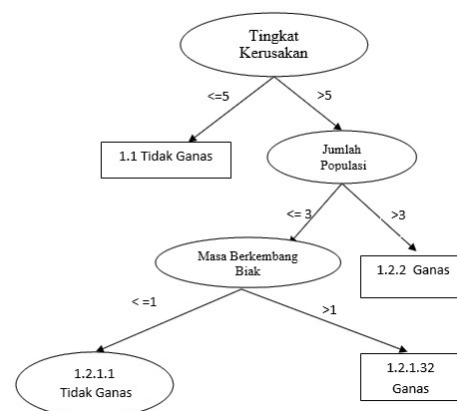 Tingkat
Kerusakan
<=5
>5
1.1 Tidak Ganas
Jumlah
Populasi
<= 3
>3
Masa Berkembang
Biak
1.2.2 Ganas
< =1
>1
1.2.1.1
Tidak Ganas
1.2.1.32
Ganas